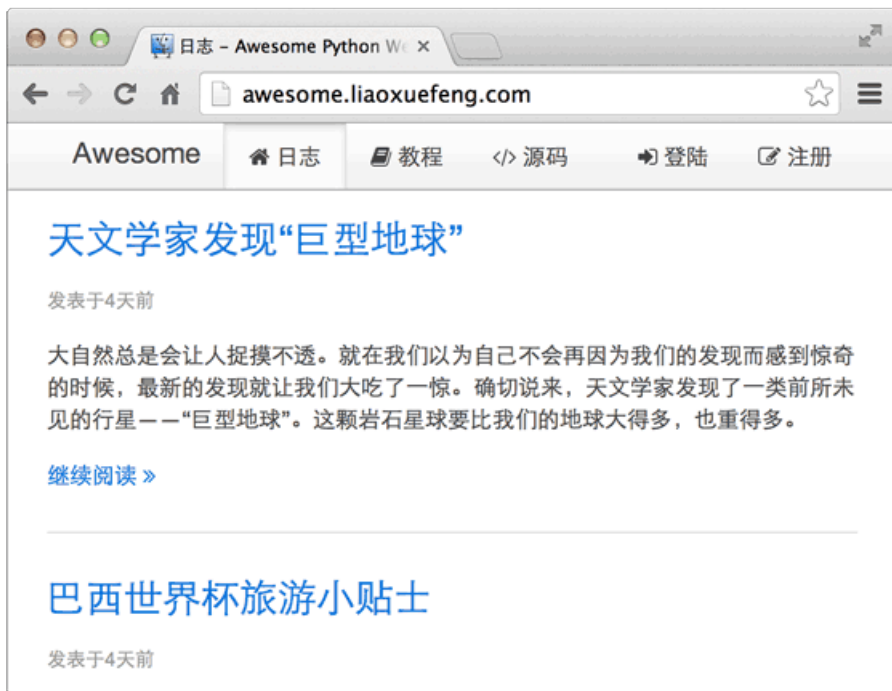 日志 - Awesome Python We
awesome.liaoxuefeng.com
Awesome 日志 教程 </> 源码 登陆 注册
天文学家发现“巨型地球”
发表于4天前
大自然总是会让人捉摸不透。就在我们以为自己不会再因为我们的发现而感到惊奇
的时候，最新的发现就让我们大吃了一惊。确切说来，天文学家发现了一类前所未
见的行星——“巨型地球”。这颗岩石星球要比我们的地球大得多，也重得多。
继续阅读 »
巴西世界杯旅游小贴士
发表于4天前